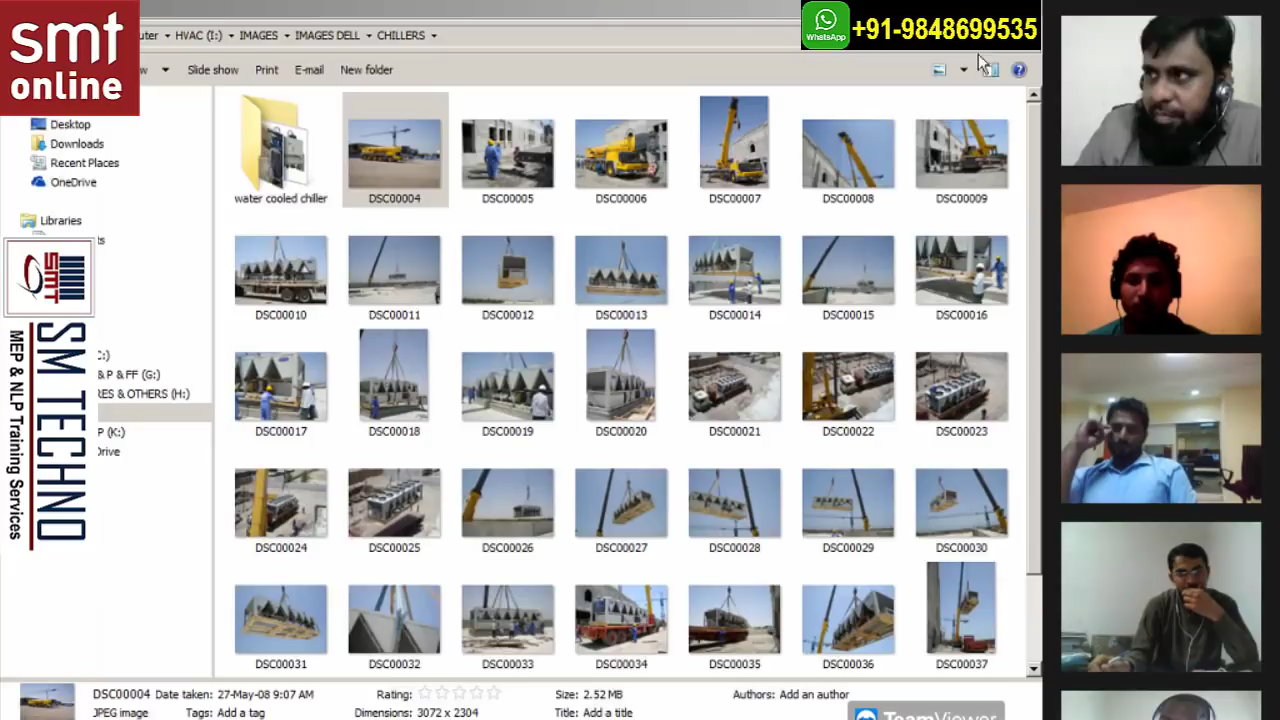 smt
online
uter HVAC (I:) IMAGES IMAGES DELL CHILLERS
WhatsApp
+91-9848699535
w Slide show Print E-mail New folder
Desktop
Downloads
Recent Places
OneDrive
Libraries
ts
SMT
SM TECHNO
MEP & NLP Training Services
C:)
& P & FF (G:)
RES & OTHERS (H:)
P (K:)
Drive
water cooled chiller DSC00004 DSC00005 DSC00006 DSC00007 DSC00008 DSC00009
DSC00010 DSC00011 DSC00012 DSC00013 DSC00014 DSC00015 DSC00016
DSC00017 DSC00018 DSC00019 DSC00020 DSC00021 DSC00022 DSC00023
DSC00024 DSC00025 DSC00026 DSC00027 DSC00028 DSC00029 DSC00030
DSC00031 DSC00032 DSC00033 DSC00034 DSC00035 DSC00036 DSC00037
DSC00004 Date taken: 27-May-08 9:07 AM Rating: Size: 2.52 MB Authors: Add an author
JPEG image Tags: Add a tag Dimensions: 3072 x 2304 Title: Add a title
TeamViewer